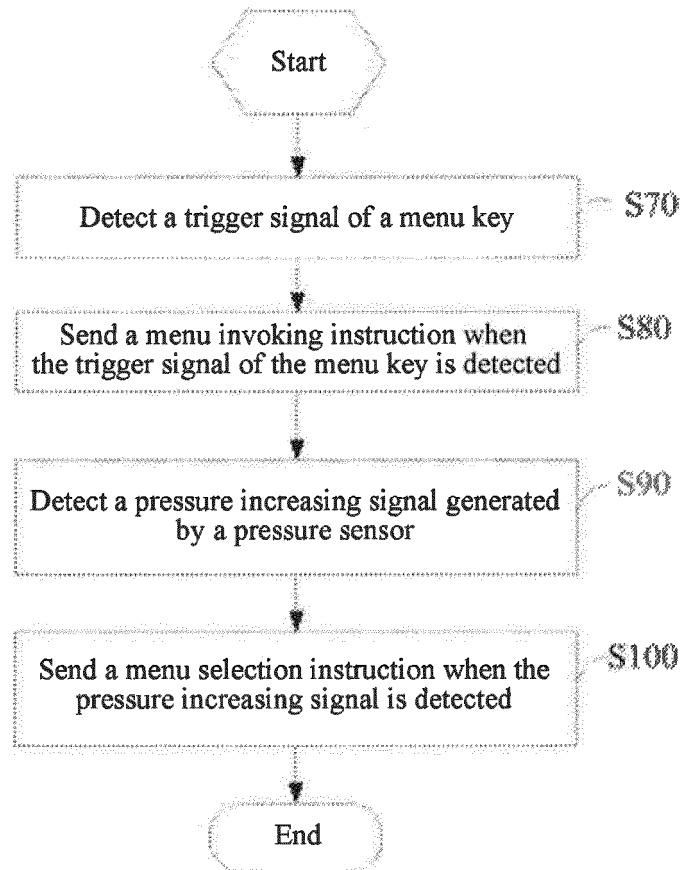 Start
Detect a trigger signal of a menu key
S70
Send a menu invoking instruction when
the trigger signal of the menu key is detected
S80
Detect a pressure increasing signal generated
by a pressure sensor
S90
Send a menu selection instruction when the
pressure increasing signal is detected
S100
End